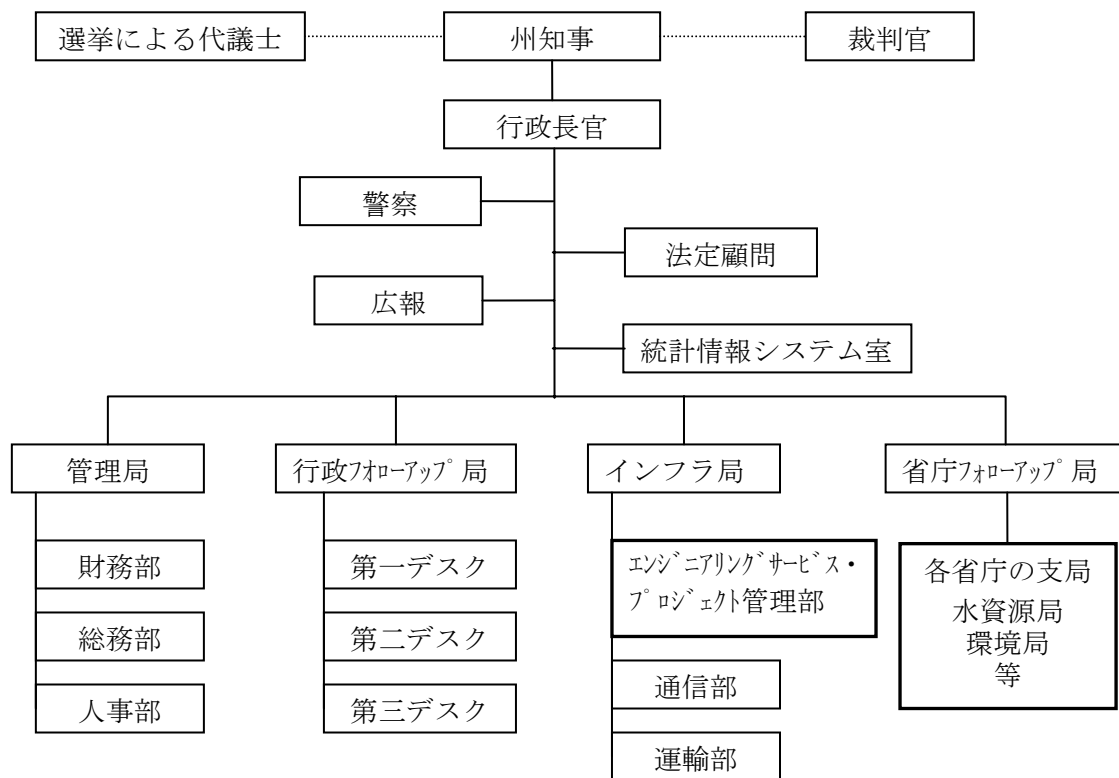 選挙による代議士
州知事
裁判官
行政長官
警察
法定顧問
広報
統計情報システム室
管理局
行政ﾌｵﾛｰｱｯﾌﾟ局
インフラ局
省庁ﾌｫﾛｰｱｯﾌﾟ局
財務部
第一デスク
ｴﾝｼﾞﾆｱﾘﾝｸﾞｻｰﾋﾞｽ・
ﾌﾟﾛｼﾞｪｸﾄ管理部
各省庁の支局
水資源局
環境局
等
総務部
第二デスク
通信部
人事部
第三デスク
運輸部